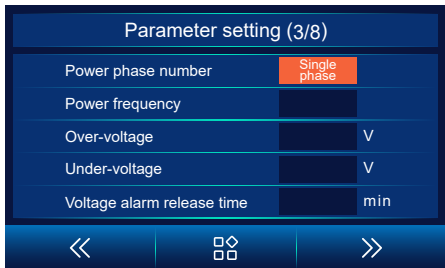 Parameter setting (3/8)
Power phase number
Single
phase
Power frequency
Over-voltage
V
Under-voltage
V
Voltage alarm release time
min